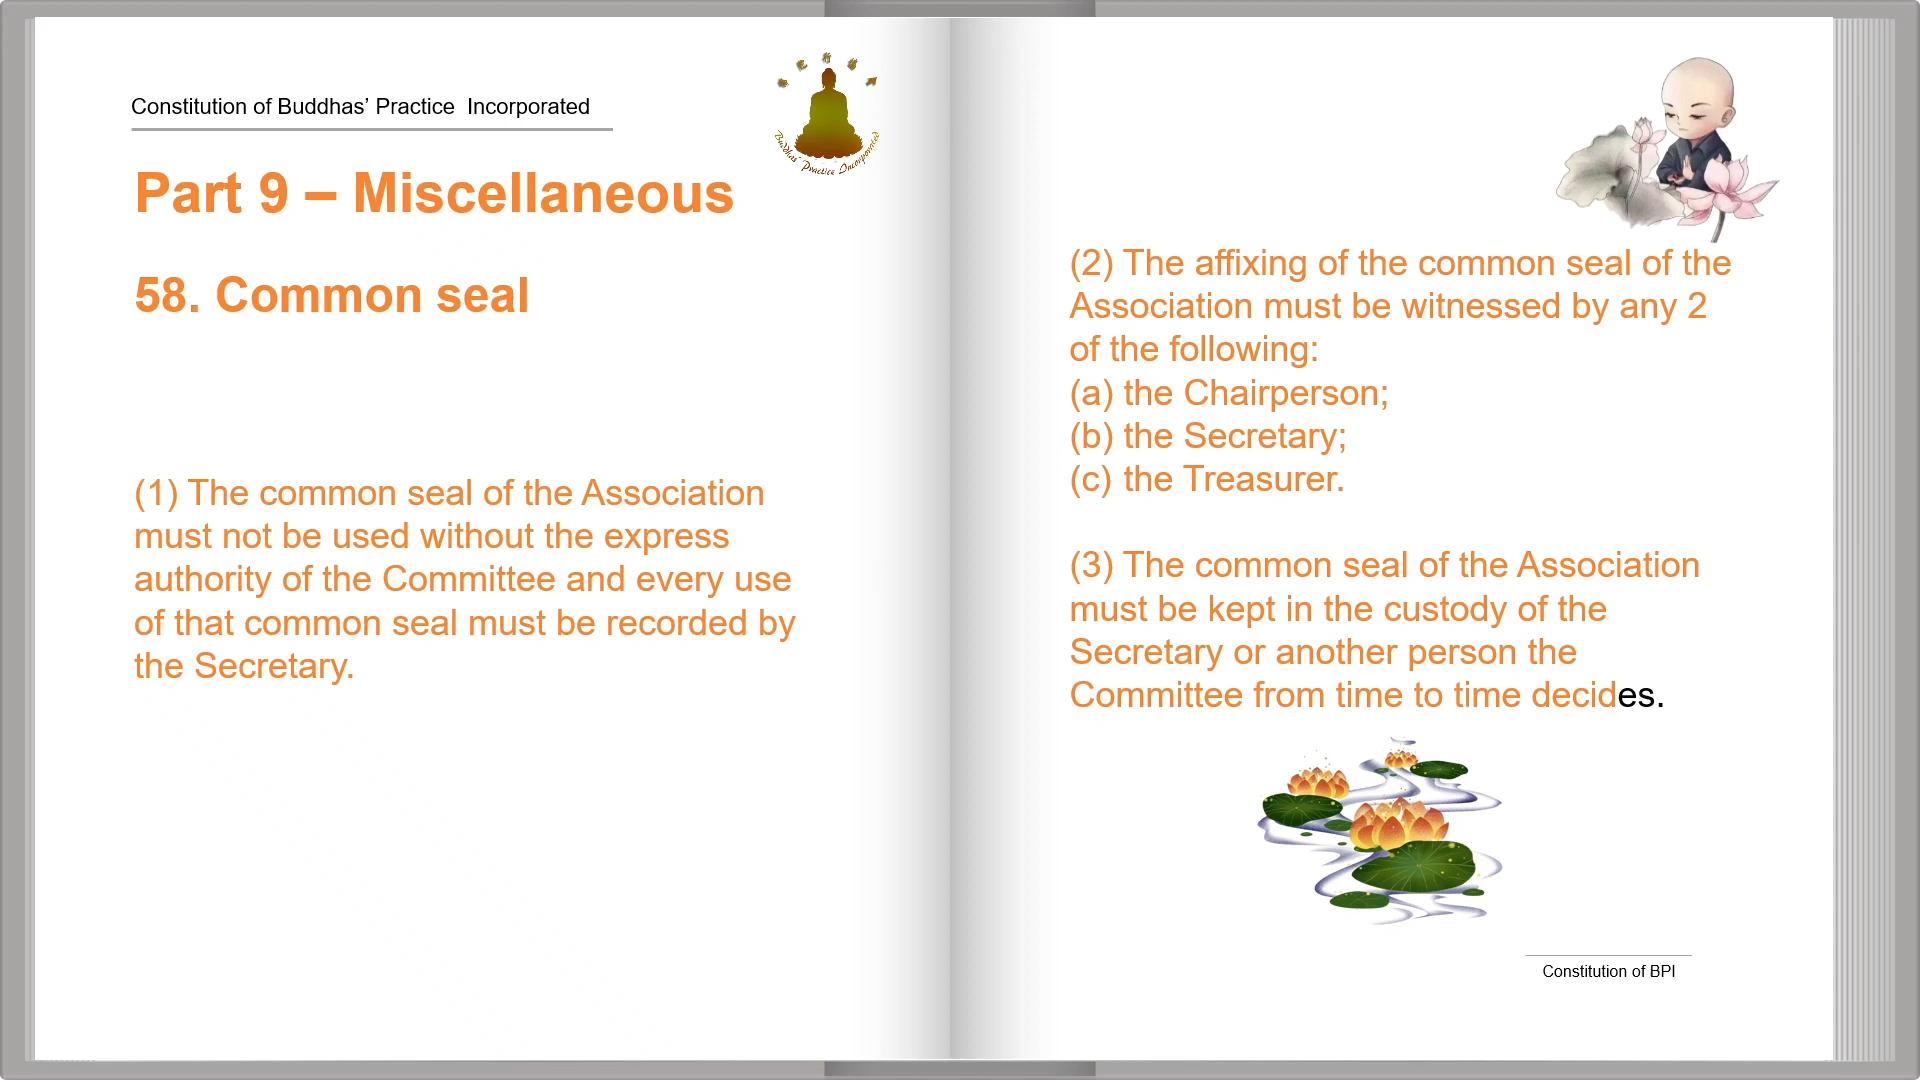 Constitution of Buddhas’ Practice  Incorporated
Buddhas' Practice Incorporated
Part 9 – Miscellaneous
58. Common seal
(1) The common seal of the Association
must not be used without the express
authority of the Committee and every use
of that common seal must be recorded by
the Secretary.
(2) The affixing of the common seal of the
Association must be witnessed by any 2
of the following:
(a) the Chairperson;
(b) the Secretary;
(c) the Treasurer.
(3) The common seal of the Association
must be kept in the custody of the
Secretary or another person the
Committee from time to time decides.
Constitution of BPI